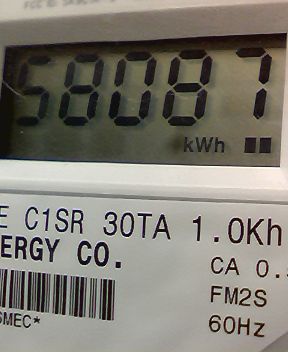 58087
kWh
E C1SR 30TA 1.0Kh
ERGY CO.
CA 0.
FM2S
60Hz
SMEC*